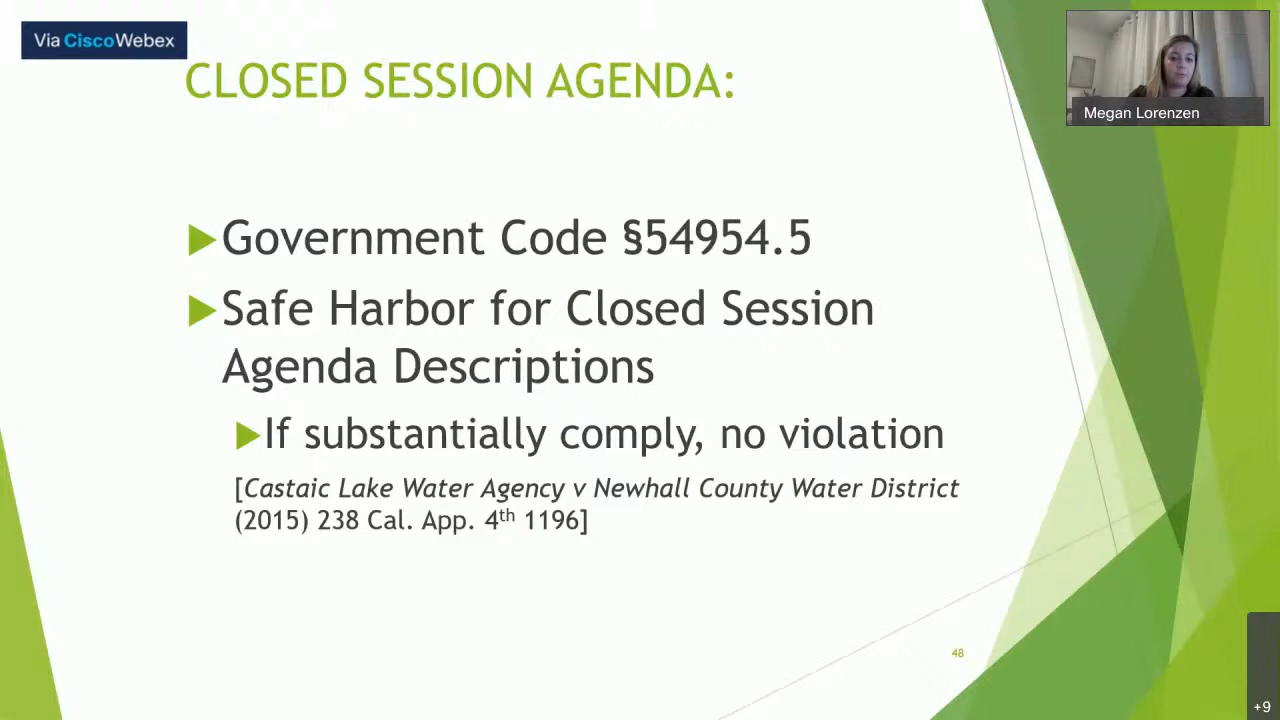 Via CiscoWebex
CLOSED SESSION AGENDA:
Megan Lorenzen
Government Code §54954.5
Safe Harbor for Closed Session
Agenda Descriptions
If substantially comply, no violation
[Castaic Lake Water Agency v Newhall County Water District
(2015) 238 Cal. App. 4th 1196]
48
+9